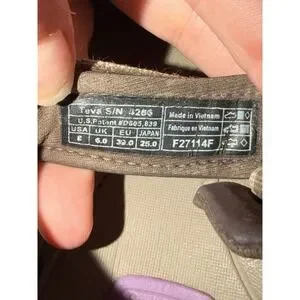 Teva S/N 4266 Made in Vietnam
U.S.Patent #D605,839 Fabriqué en Vietnam
USA UK EU JAPAN
8 6.0 39.0 25.0 F27114F